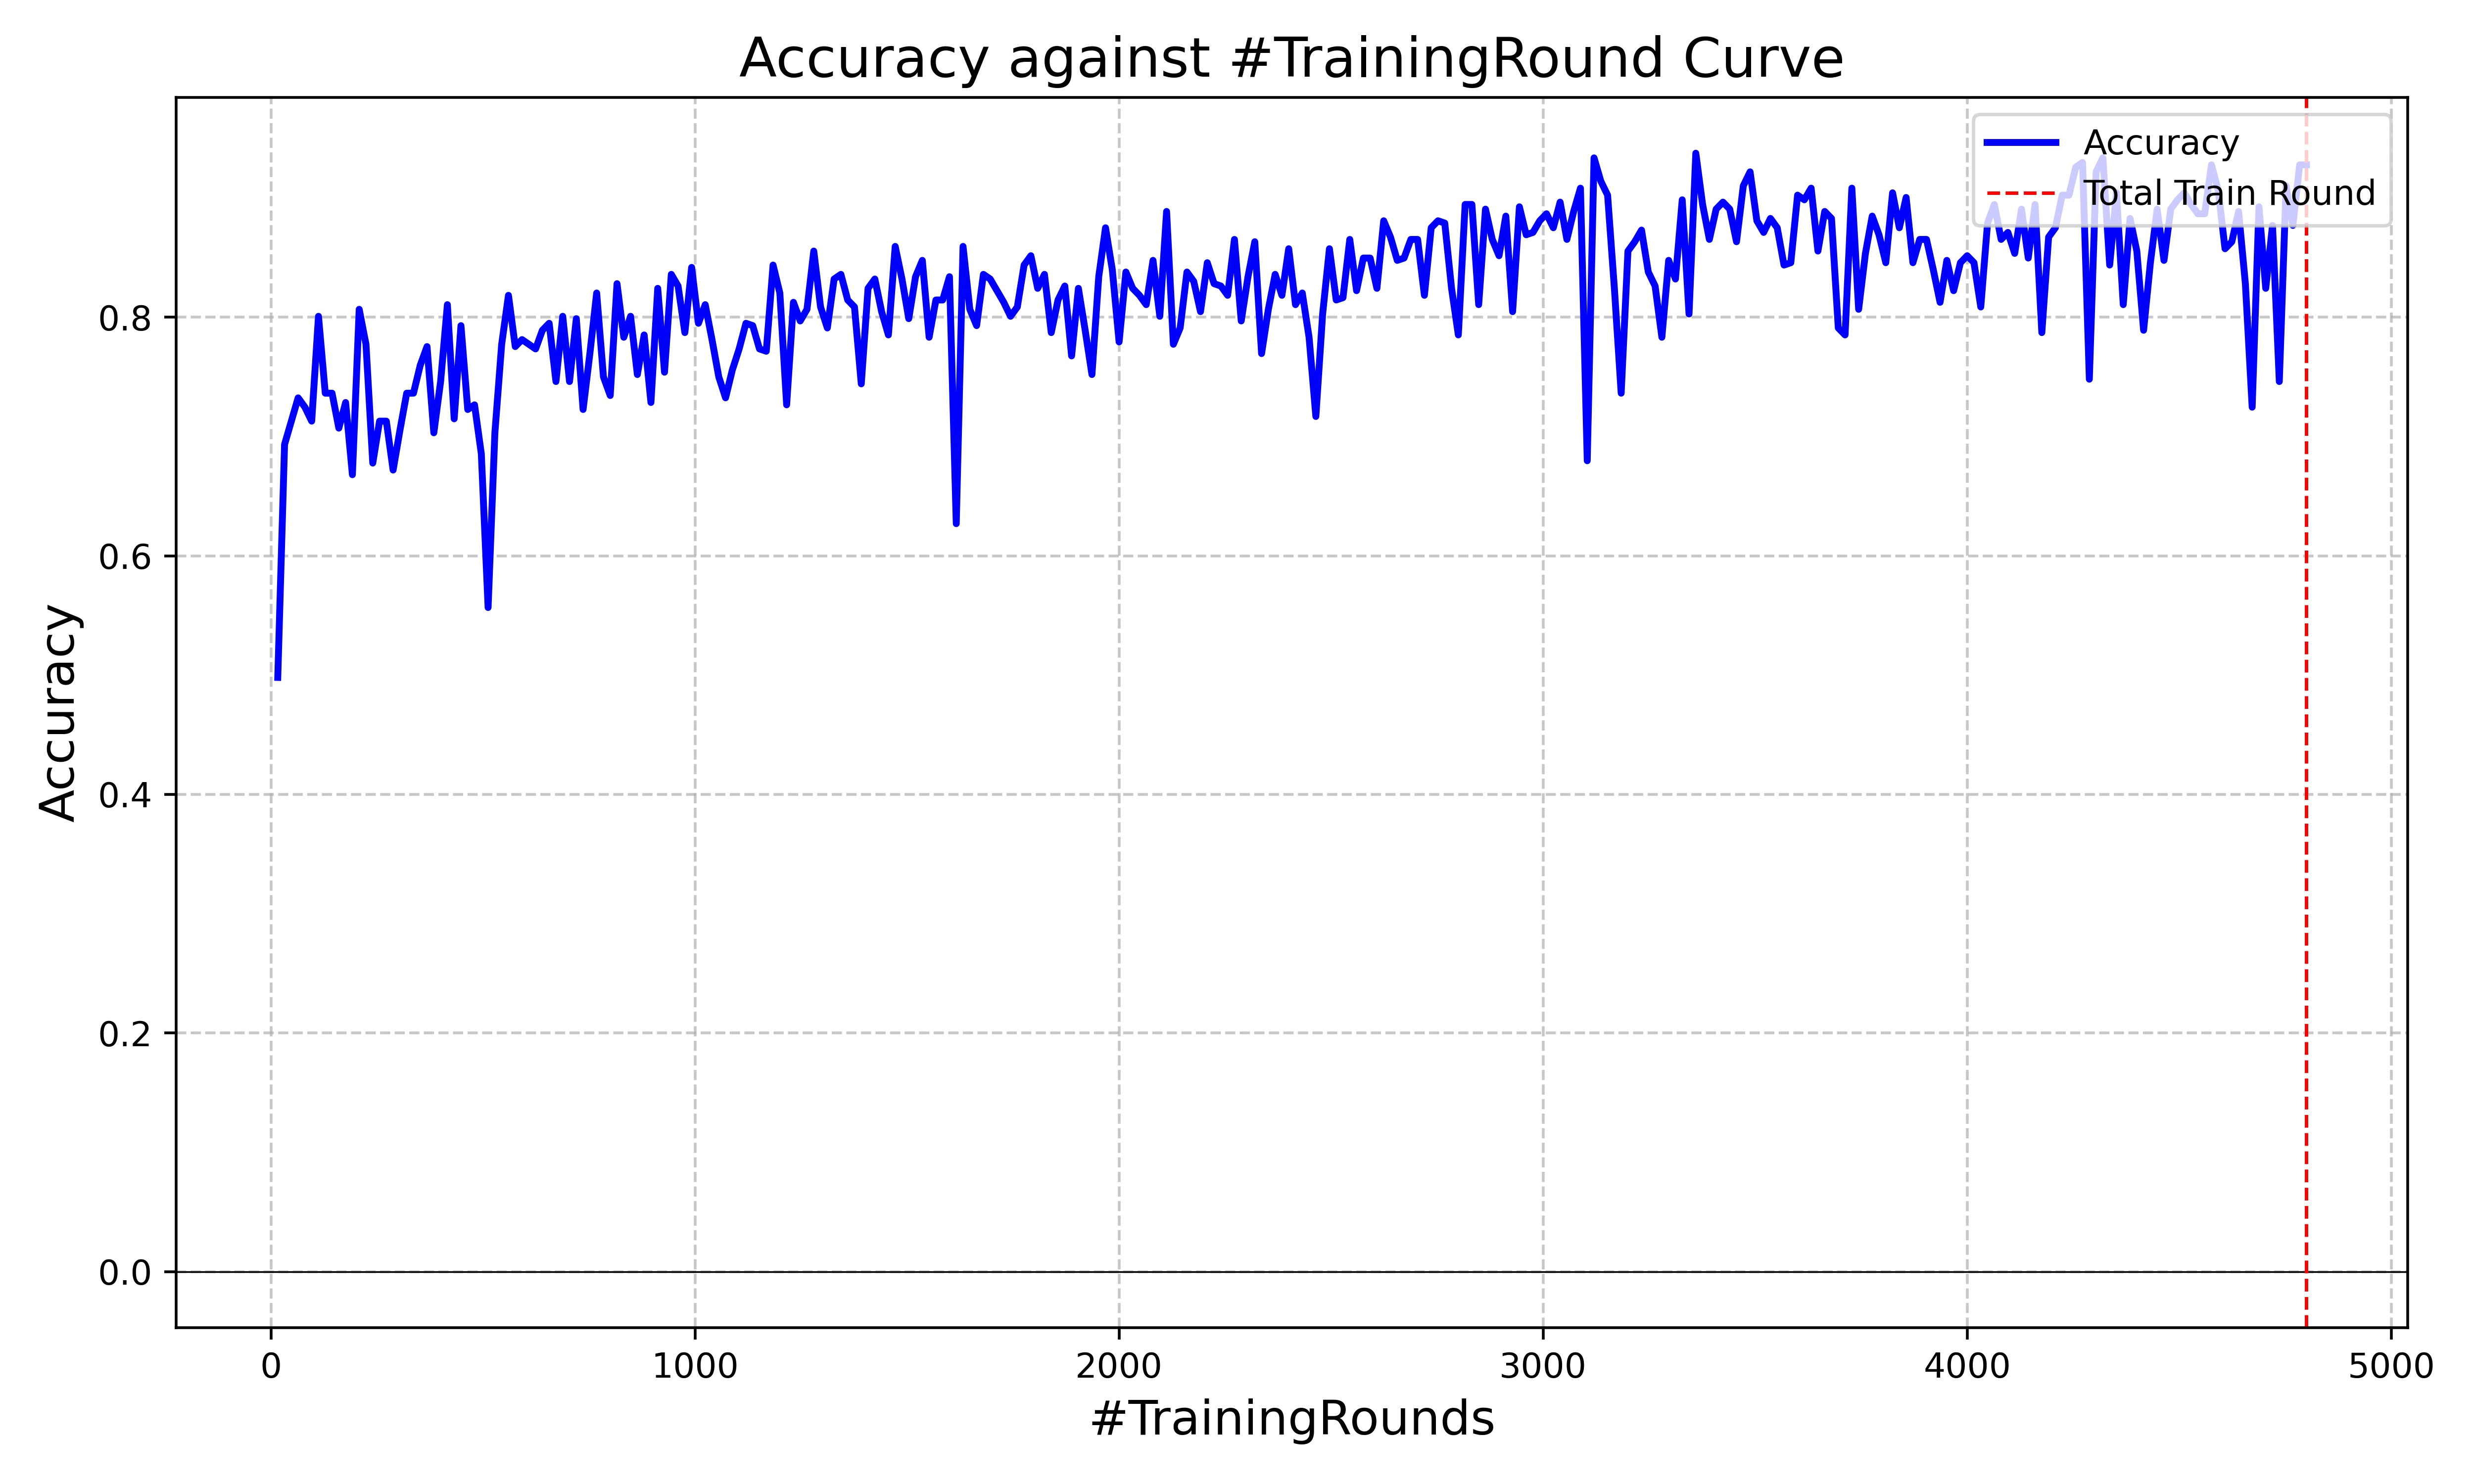 Accuracy against #TrainingRound Curve
Accuracy
Total Train Round
0.8
0.6
0.4
0.2
0.0
Accuracy
0 1000 2000 3000 4000 5000
#TrainingRounds